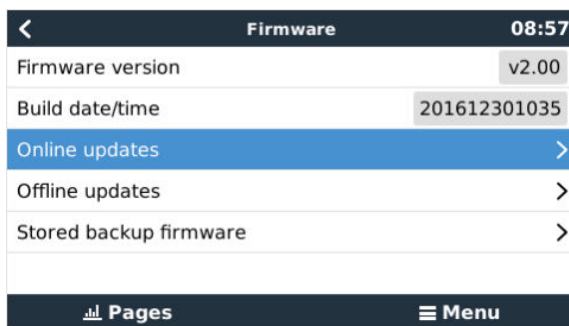 Firmware 08:57
Firmware version v2.00
Build date/time 201612301035
Online updates
Offline updates
Stored backup firmware
Pages Menu